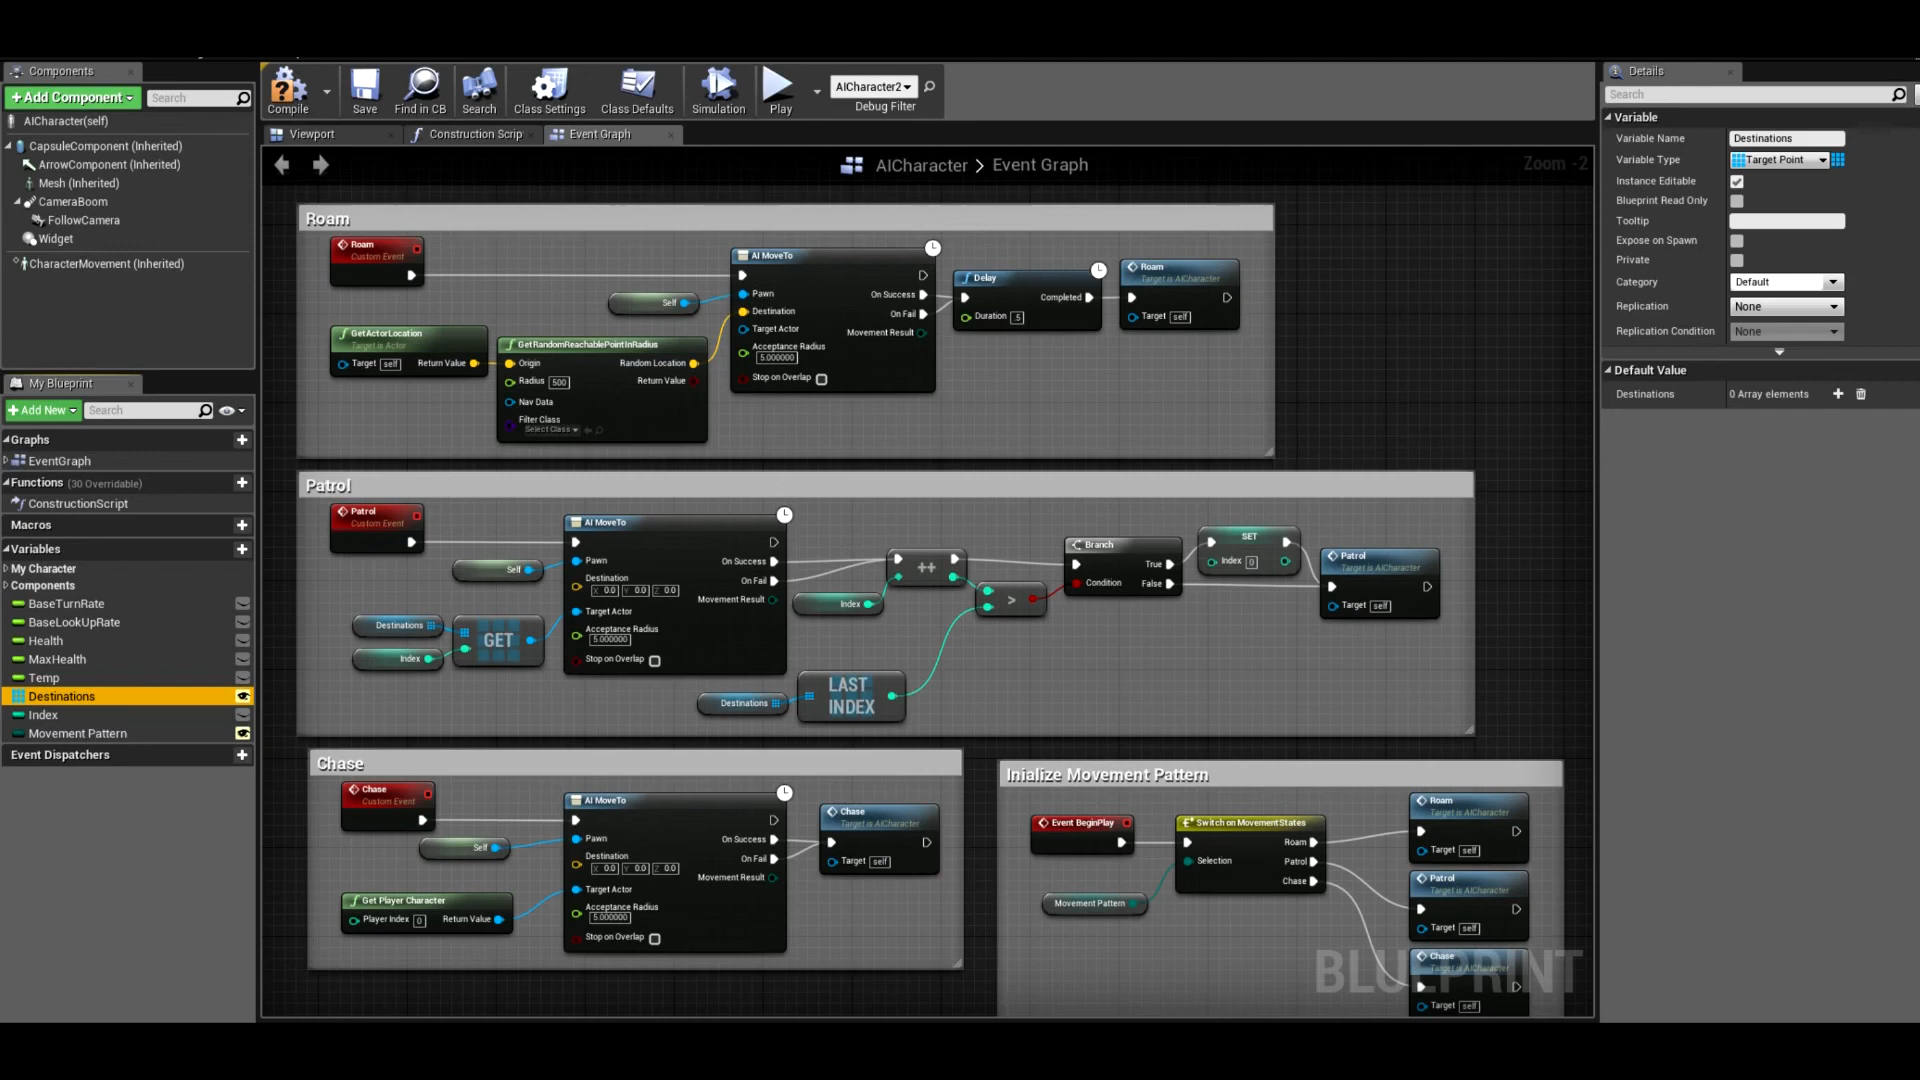 Components
+Add Component
Search
AICharacter(self)
CapsuleComponent (Inherited)
ArrowComponent (Inherited)
Mesh (Inherited)
CameraBoom
FollowCamera
Widget
CharacterMovement (Inherited)
My Blueprint
+Add New
Search
Graphs
EventGraph
Functions (30 Overridable)
ConstructionScript
Macros
Variables
My Character
Components
BaseTurnRate
BaseLookUpRate
Health
MaxHealth
Temp
Destinations
Index
Movement Pattern
Event Dispatchers
Compile
Save
Find in CB
Search
Class Settings
Class Defaults
Simulation
Play
AICharacter2
Debug Filter
Viewport
Construction Scrip
Event Graph
AICharacter > Event Graph
Zoom -2
Roam
Roam
Custom Event
GetActorLocation
Target is Actor
Target self
Return Value
Self
GetRandomReachablePointInRadius
Origin
Random Location
Radius 500
Return Value
Nav Data
Filter Class
Select Class
AI MoveTo
Pawn
On Success
Destination
On Fail
Target Actor
Movement Result
Acceptance Radius
5.000000
Stop on Overlap
Delay
Completed
Duration .5
Roam
Target is AICharacter
Target self
Patrol
Patrol
Custom Event
Self
Destinations
Index
GET
AI MoveTo
Pawn
On Success
Destination
On Fail
X 0.0 Y 0.0 Z 0.0
Movement Result
Target Actor
Acceptance Radius
5.000000
Stop on Overlap
Index
++
>
Destinations
LAST
INDEX
Branch
True
Condition
False
SET
Index 0
Patrol
Target is AICharacter
Target self
Chase
Chase
Custom Event
Self
Get Player Character
Player Index 0
Return Value
AI MoveTo
Pawn
On Success
Destination
On Fail
X 0.0 Y 0.0 Z 0.0
Movement Result
Target Actor
Acceptance Radius
5.000000
Stop on Overlap
Chase
Target is AICharacter
Target self
Inialize Movement Pattern
Event BeginPlay
Movement Pattern
Switch on MovementStates
Roam
Selection
Patrol
Chase
Roam
Target is AICharacter
Target self
Patrol
Target is AICharacter
Target self
Chase
Target is AICharacter
Target self
BLUEPRINT
Details
Search
Variable
Variable Name Destinations
Variable Type Target Point
Instance Editable
Blueprint Read Only
Tooltip
Expose on Spawn
Private
Category Default
Replication None
Replication Condition None
Default Value
Destinations 0 Array elements